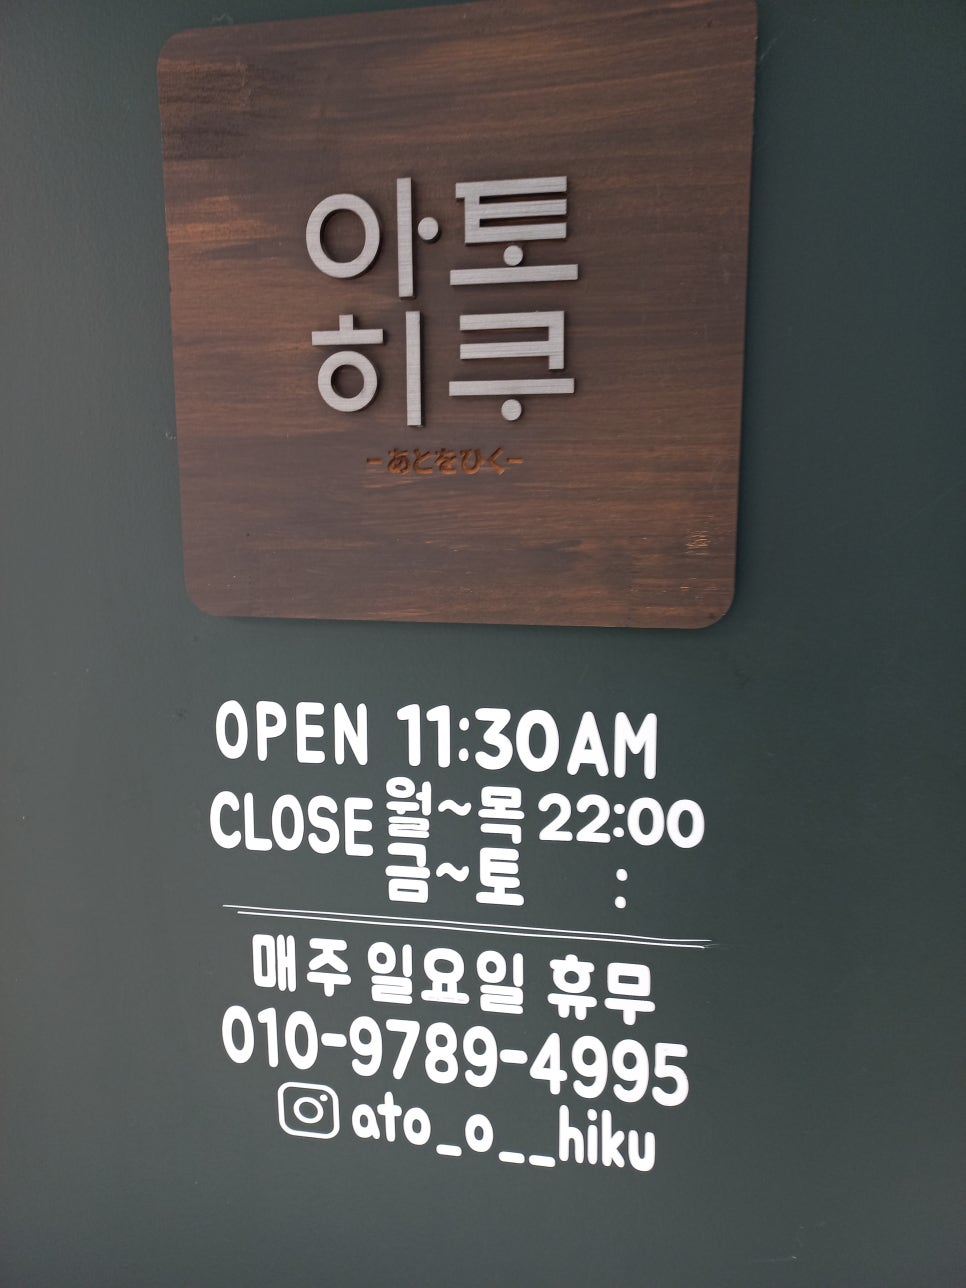 아토
히쿠
-あとをひく-
OPEN 11:30AM
CLOSE 월~목 22:00
금~토 :
매주 일요일 휴무
010-9789-4995
ato_o__hiku